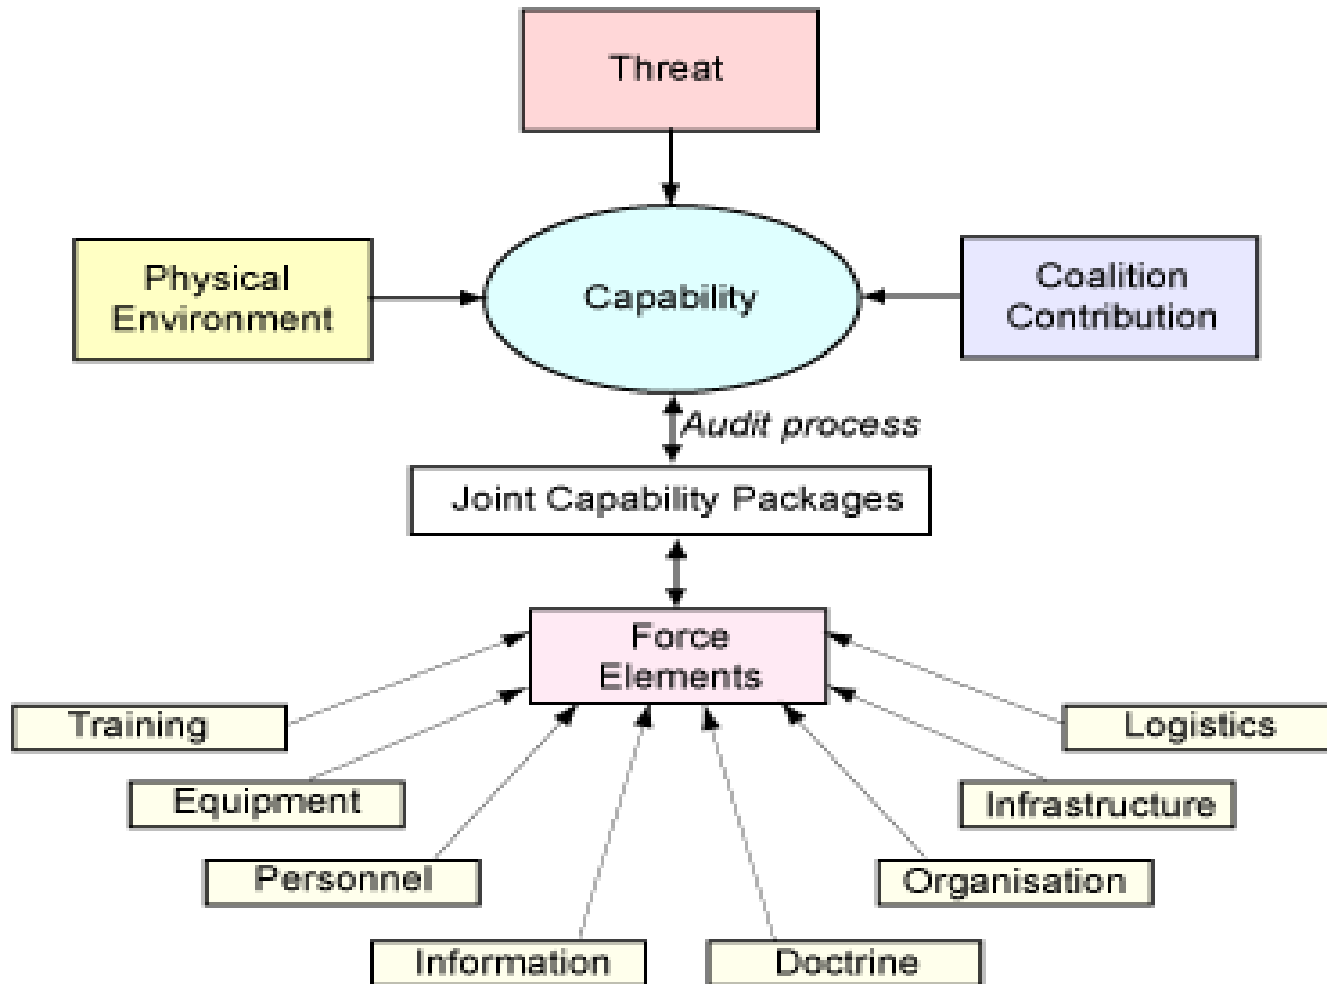 Threat
Physical
Environment
Capability
Coalition
Contribution
Audit process
Joint Capability Packages
Force
Elements
Training
Logistics
Equipment
Infrastructure
Personnel
Organisation
Information
Doctrine